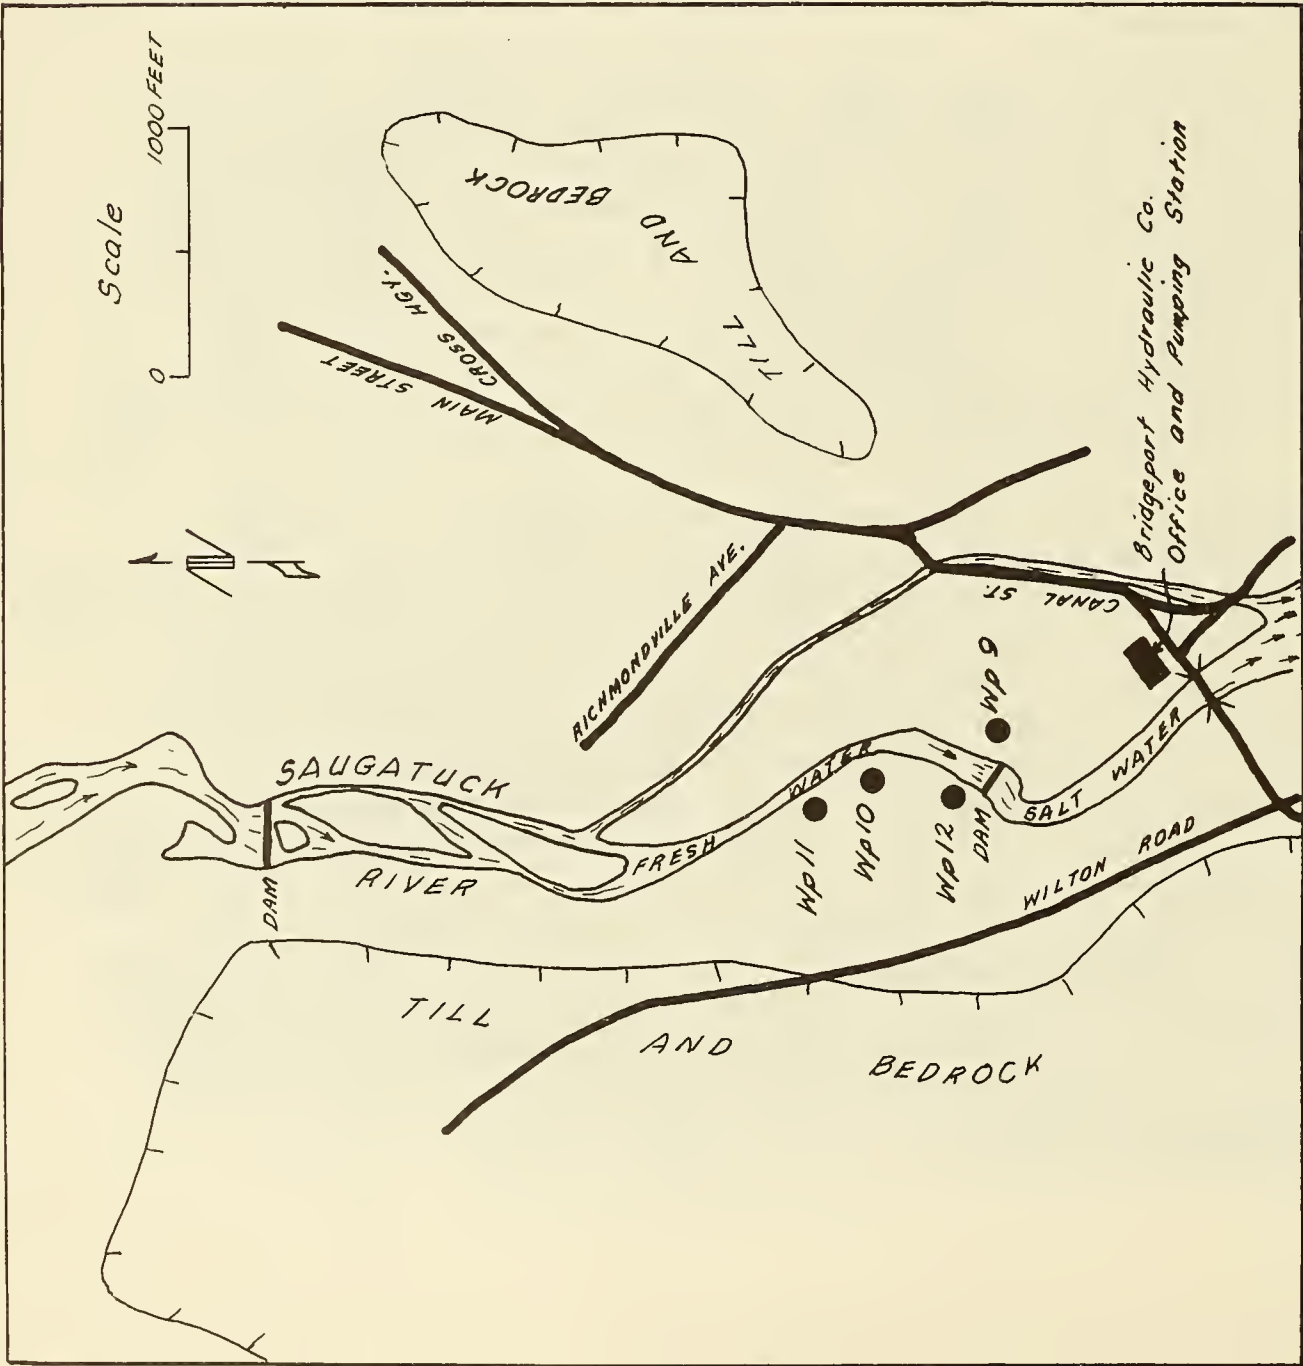 Scale
0
1000 FEET
N
BEDROCK
AND
TILL
CROSS HGY.
MAIN STREET
RICHMONDVILLE AVE.
CANAL ST.
Bridgeport Hydraulic Co.
Office and Pumping Station
SAUGATUCK
RIVER
DAM
FRESH WATER
Wp 9
Wp 11
Wp 10
Wp 12
DAM
SALT WATER
WILTON ROAD
TILL
AND
BEDROCK